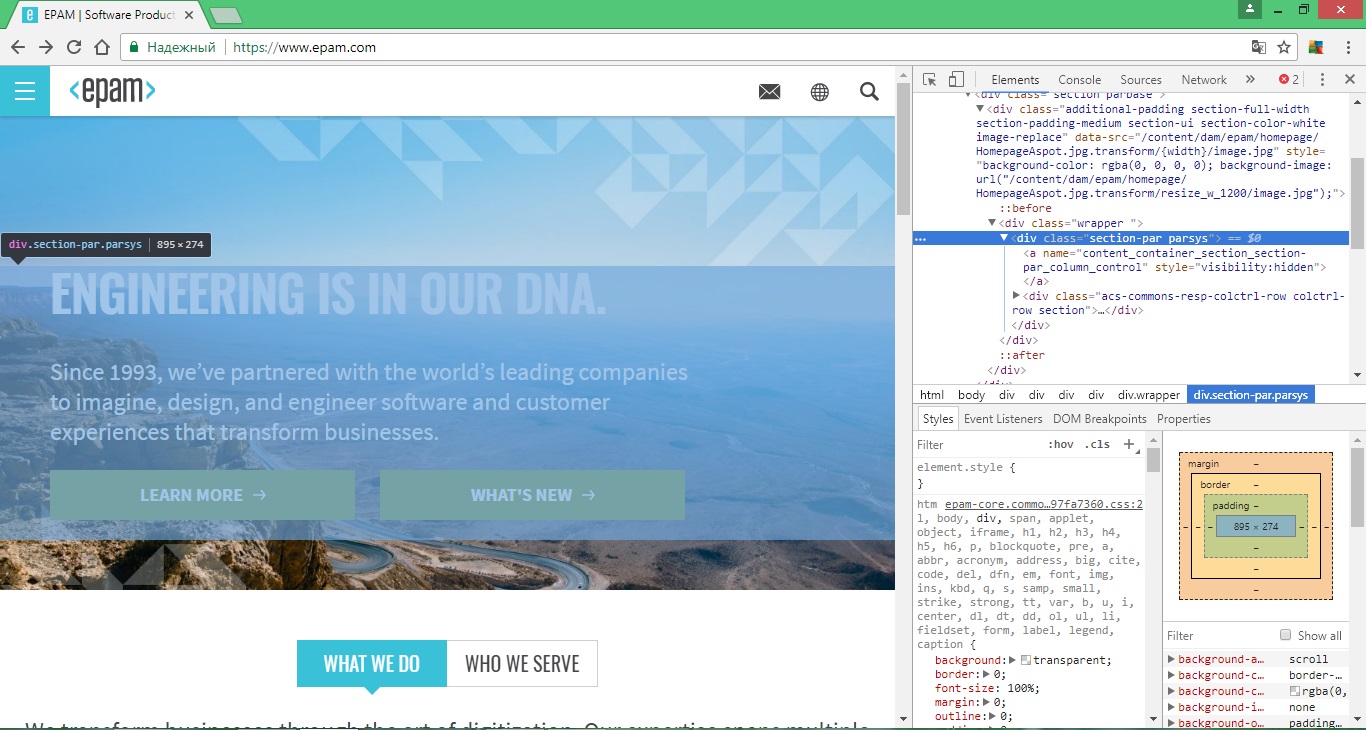 EPAM | Software Product
Надежный
https://www.epam.com
<epam>
div.section-par.parsys | 895 × 274
ENGINEERING IS IN OUR DNA.
Since 1993, we’ve partnered with the world’s leading companies
to imagine, design, and engineer software and customer
experiences that transform businesses.
LEARN MORE →
WHAT'S NEW →
WHAT WE DO
WHO WE SERVE
We transform businesses through the art of digitization. Our expertise spans multiple
Elements Console Sources Network » 2
<div class="section parbase">
<div class="additional-padding section-full-width
section-padding-medium section-ui section-color-white
image-replace" data-src="/content/dam/epam/homepage/
HomepageAspot.jpg.transform/{width}/image.jpg" style=
"background-color: rgba(0, 0, 0, 0); background-image:
url("/content/dam/epam/homepage/
HomepageAspot.jpg.transform/resize_w_1200/image.jpg");">
::before
<div class="wrapper ">
<div class="section-par parsys"> == $0
<a name="content_container_section_section-
par_column_control" style="visibility:hidden">
</a>
<div class="acs-commons-resp-colctrl-row colctrl-
row section">…</div>
</div>
</div>
::after
</div>
</div>
html body div div div div div.wrapper div.section-par.parsys
Styles Event Listeners DOM Breakpoints Properties
Filter :hov .cls +
element.style {
}
htm epam-core.commo…97fa7360.css:2
l, body, div, span, applet,
object, iframe, h1, h2, h3, h4,
h5, h6, p, blockquote, pre, a,
abbr, acronym, address, big, cite,
code, del, dfn, em, font, img,
ins, kbd, q, s, samp, small,
strike, strong, tt, var, b, u, i,
center, dl, dt, dd, ol, ul, li,
fieldset, form, label, legend,
caption {
background: transparent;
border: 0;
font-size: 100%;
margin: 0;
outline: 0;
margin –
border –
padding –
– – – 895 × 274 – – –
–
–
–
Filter Show all
background-a… scroll
background-c… border-…
background-c… rgba(0,
background-i… none
background-o… padding…